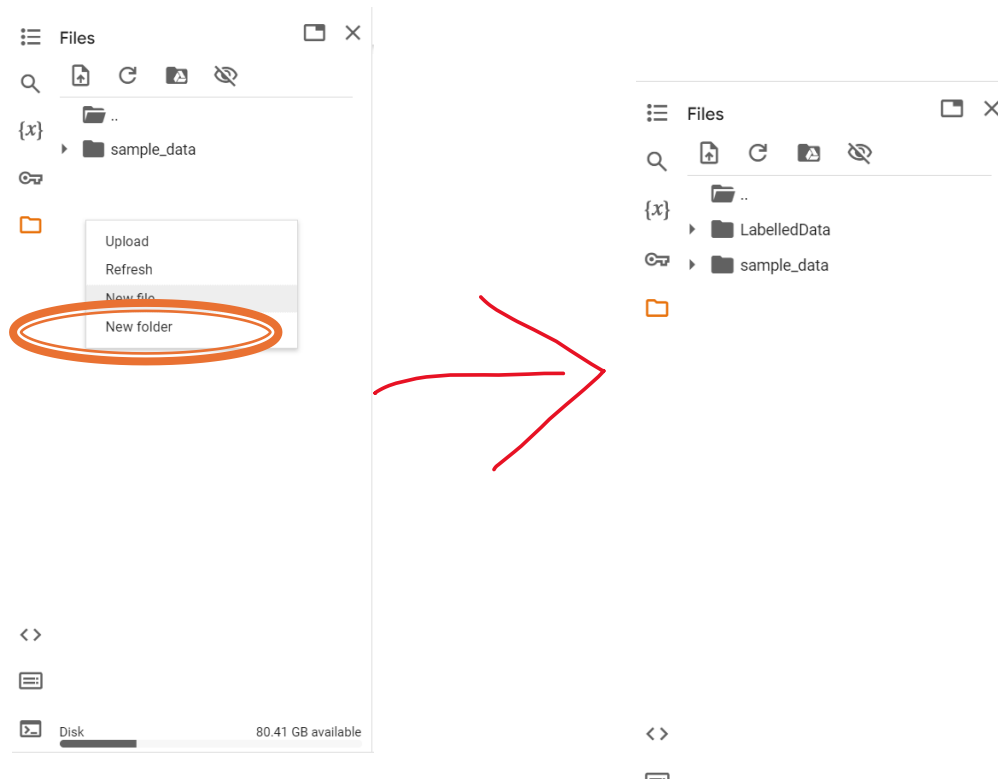 Files
..
{x}
sample_data
Upload
Refresh
New file
New folder
Disk
80.41 GB available
Files
..
{x}
LabelledData
sample_data